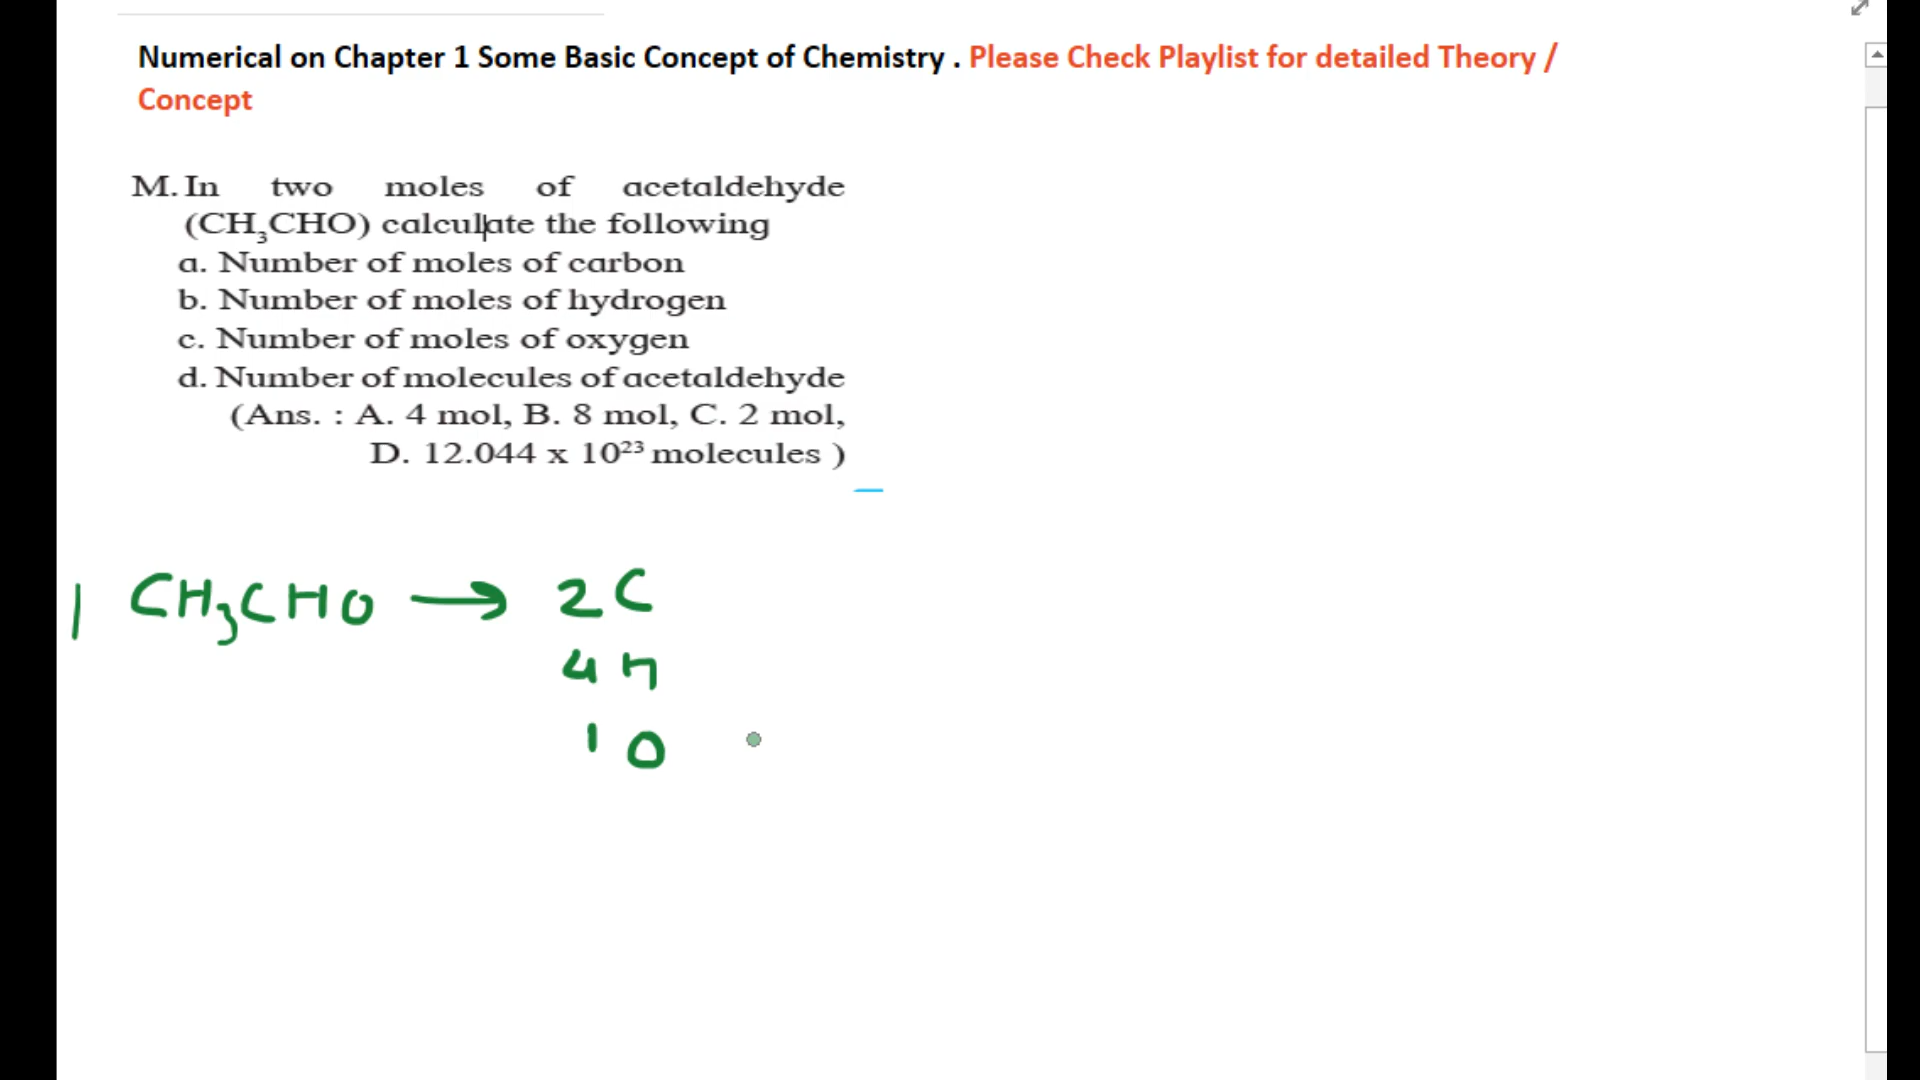 Numerical on Chapter 1 Some Basic Concept of Chemistry . Please Check Playlist for detailed Theory /
Concept
M. In two moles of acetaldehyde
(CH₃CHO) calculate the following
a. Number of moles of carbon
b. Number of moles of hydrogen
c. Number of moles of oxygen
d. Number of molecules of acetaldehyde
(Ans. : A. 4 mol, B. 8 mol, C. 2 mol,
D. 12.044 x 10²³ molecules )
1 CH₃CHO → 2 C
4 H
1 O